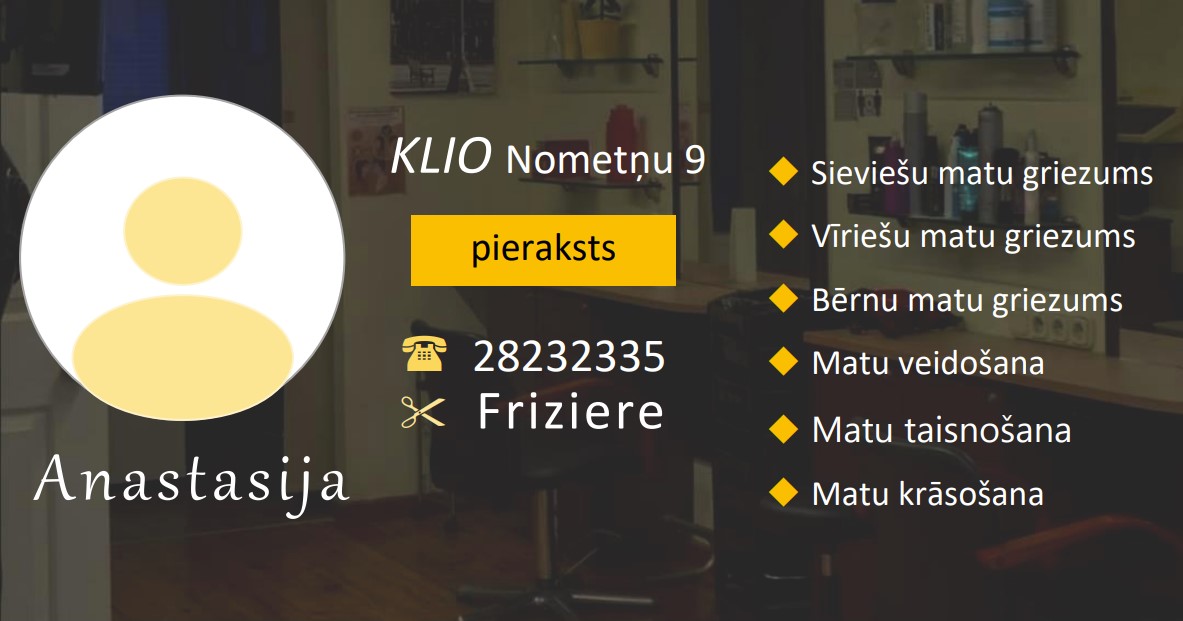 KLIO Nometņu 9
pieraksts
28232335
Friziere
Anastasija
Sieviešu matu griezums
Vīriešu matu griezums
Bērnu matu griezums
Matu veidošana
Matu taisnošana
Matu krāsošana